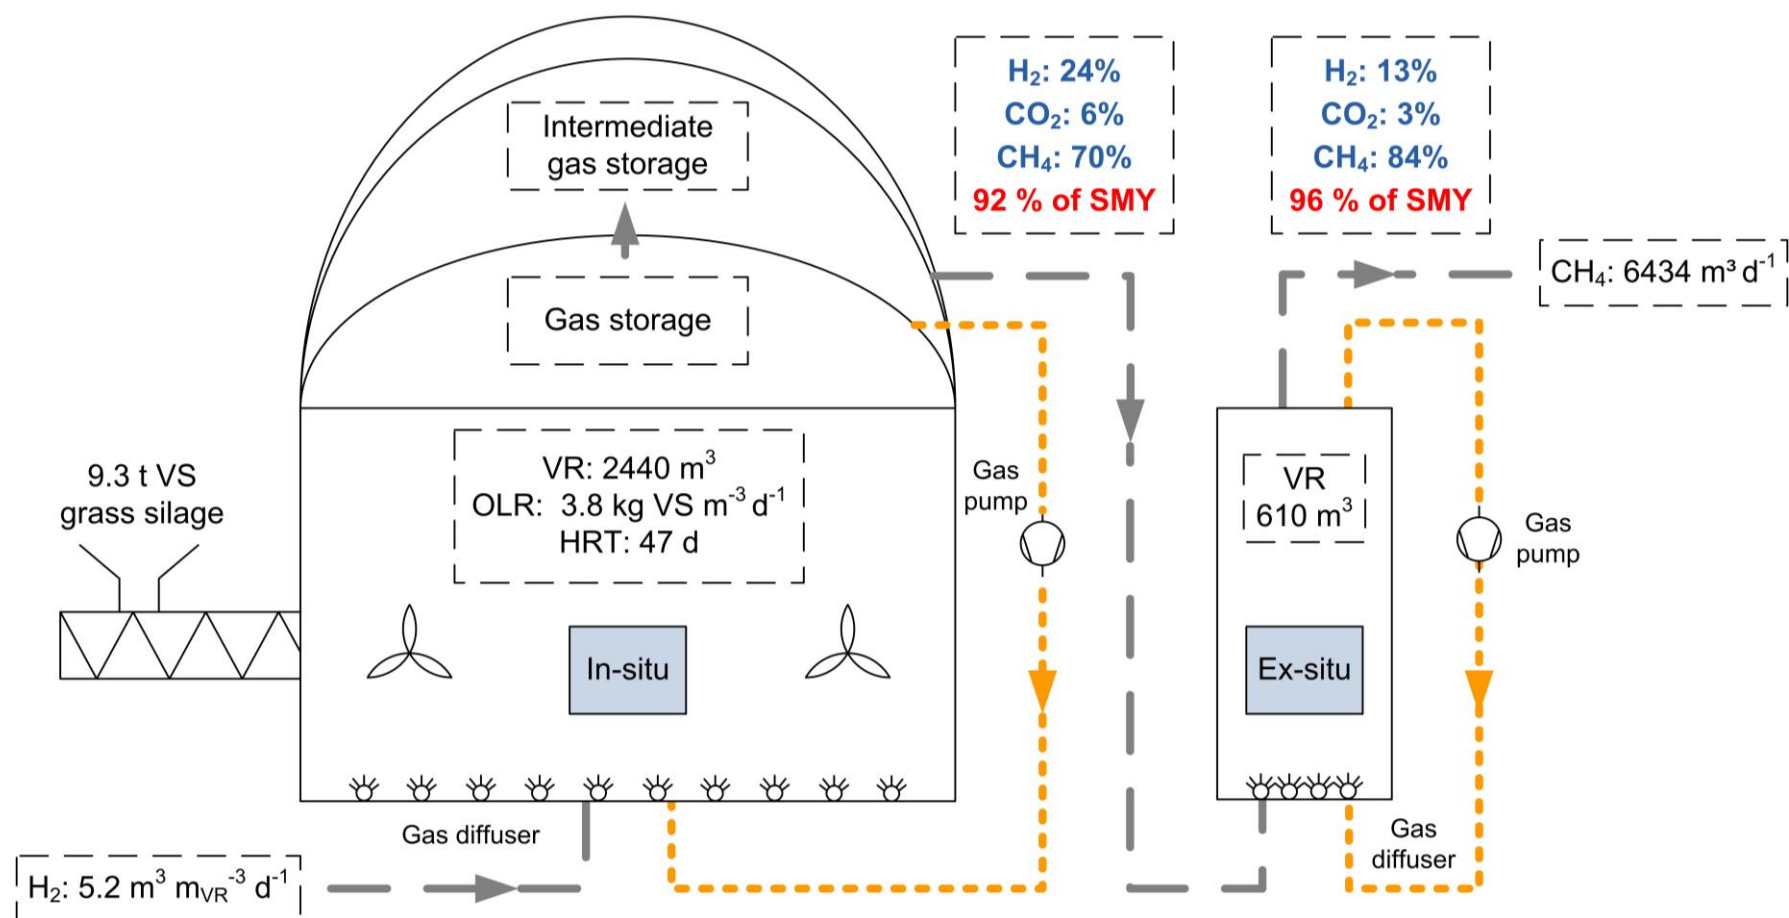 H₂: 24%
CO₂: 6%
CH₄: 70%
92 % of SMY
H₂: 13%
CO₂: 3%
CH₄: 84%
96 % of SMY
Intermediate
gas storage
Gas storage
CH₄: 6434 m³ d⁻¹
9.3 t VS
grass silage
VR: 2440 m³
OLR: 3.8 kg VS m⁻³ d⁻¹
HRT: 47 d
Gas
pump
VR
610 m³
Gas
pump
In-situ
Ex-situ
Gas diffuser
Gas
diffuser
H₂: 5.2 m³ mVR⁻³ d⁻¹